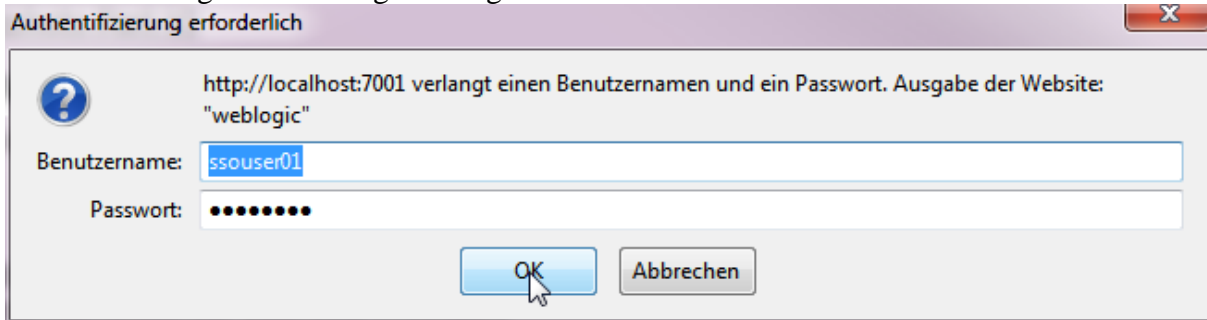 Authentifizierung erforderlich
http://localhost:7001 verlangt einen Benutzernamen und ein Passwort. Ausgabe der Website:
"weblogic"
Benutzername: ssouser01
Passwort: ●●●●●●●●
OK Abbrechen